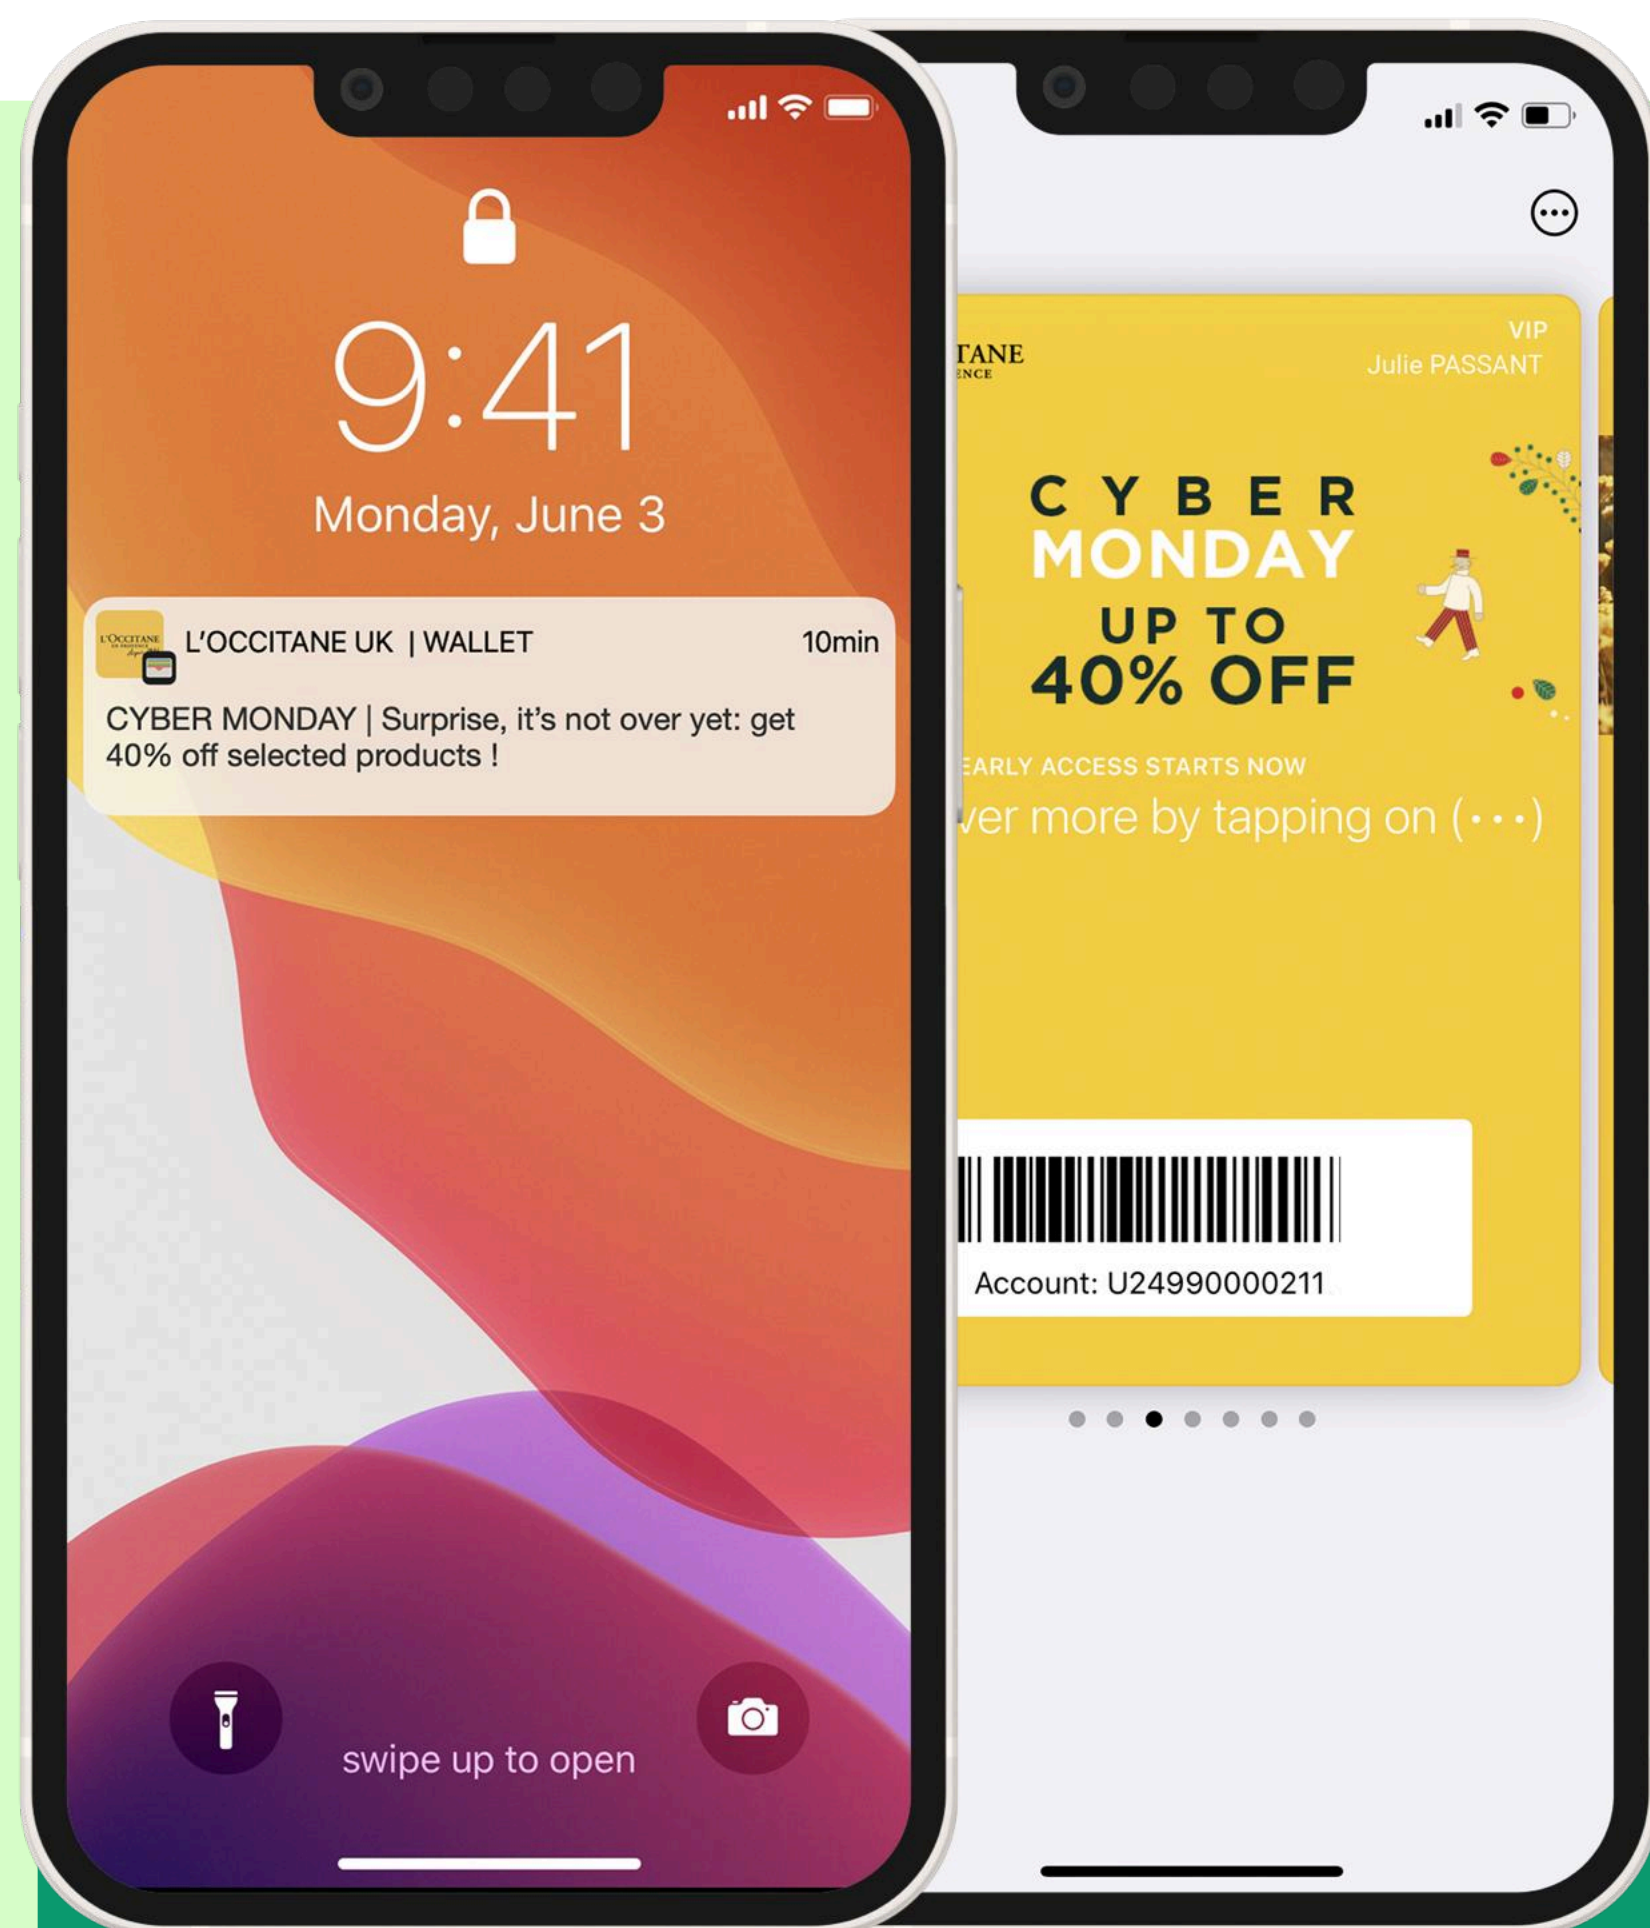 9:41
Monday, June 3
L'OCCITANE
L'OCCITANE UK | WALLET
10min
CYBER MONDAY | Surprise, it's not over yet: get
40% off selected products !
swipe up to open
VIP
TANE
ENCE
Julie PASSANT
CYBER
MONDAY
UP TO
40% OFF
EARLY ACCESS STARTS NOW
ver more by tapping on (•••)
Account: U24990000211